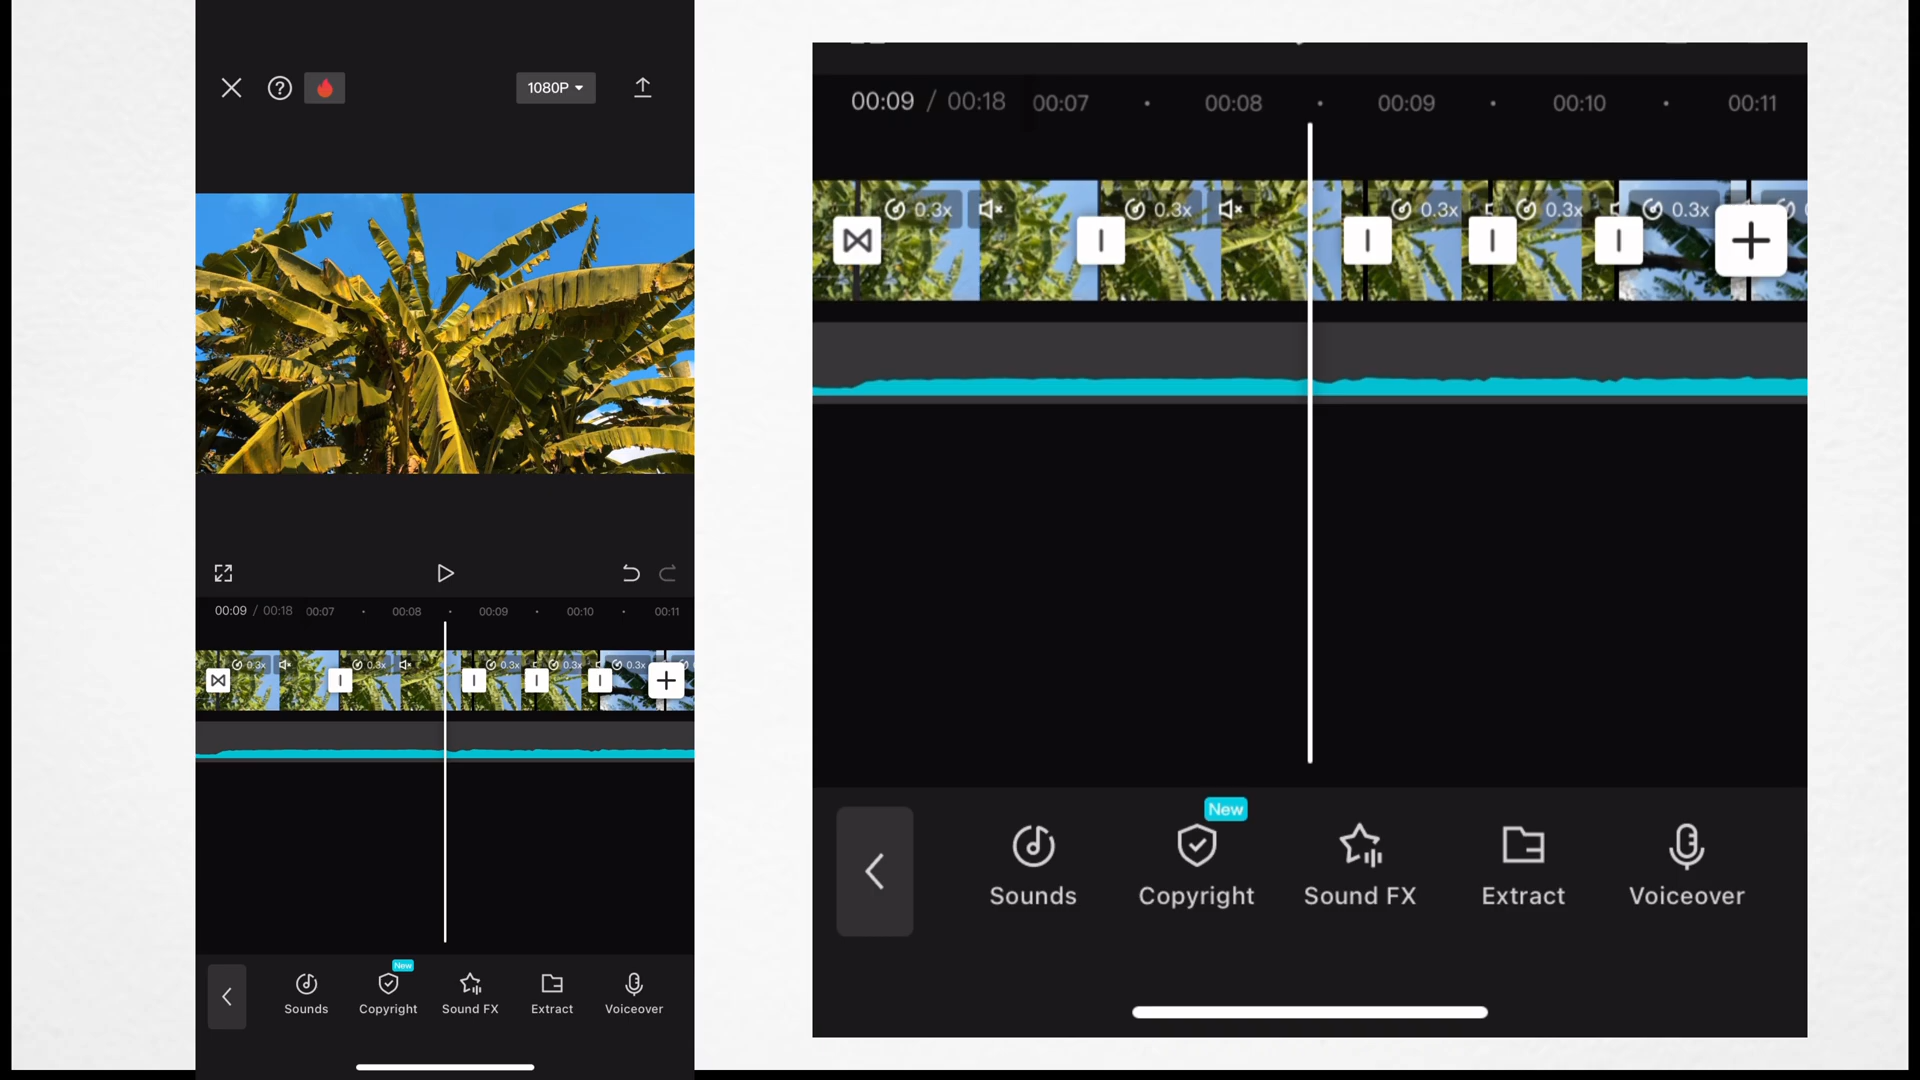 1080P
00:09 / 00:18 00:07 00:08 00:09 00:10 00:11
0.3x 0.3x 0.3x 0.3x 0.3x
New
Sounds Copyright Sound FX Extract Voiceover
00:09 / 00:18 00:07 00:08 00:09 00:10 00:11
0.3x 0.3x 0.3x 0.3x 0.3x
New
Sounds Copyright Sound FX Extract Voiceover